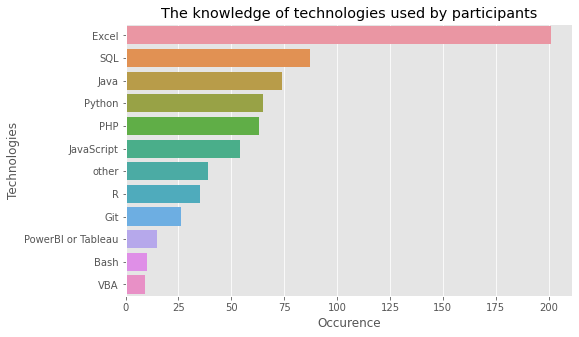 The knowledge of technologies used by participants
Technologies
Excel
SQL
Java
Python
PHP
JavaScript
other
R
Git
PowerBI or Tableau
Bash
VBA
0 25 50 75 100 125 150 175 200
Occurence